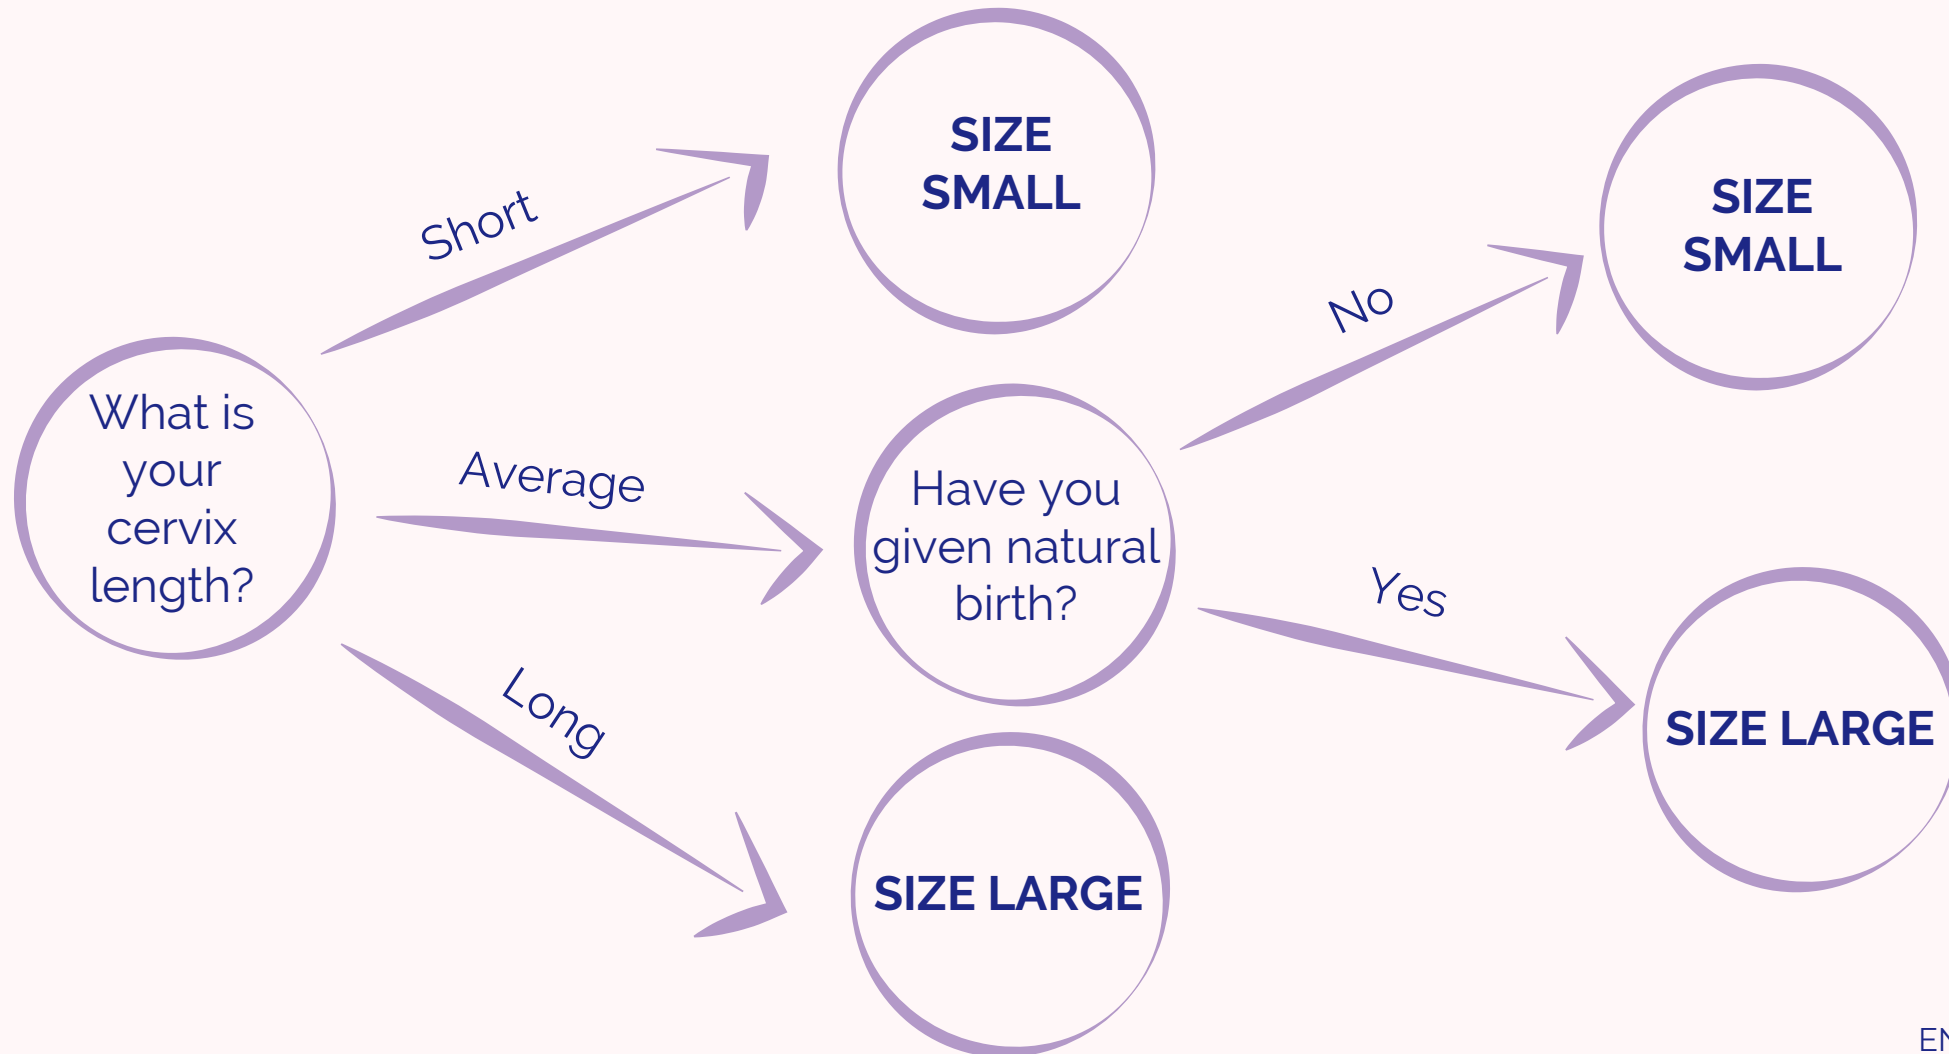 What is
your
cervix
length?
Short
SIZE
SMALL
Average
Have you
given natural
birth?
No
SIZE
SMALL
Yes
SIZE LARGE
Long
SIZE LARGE
EN